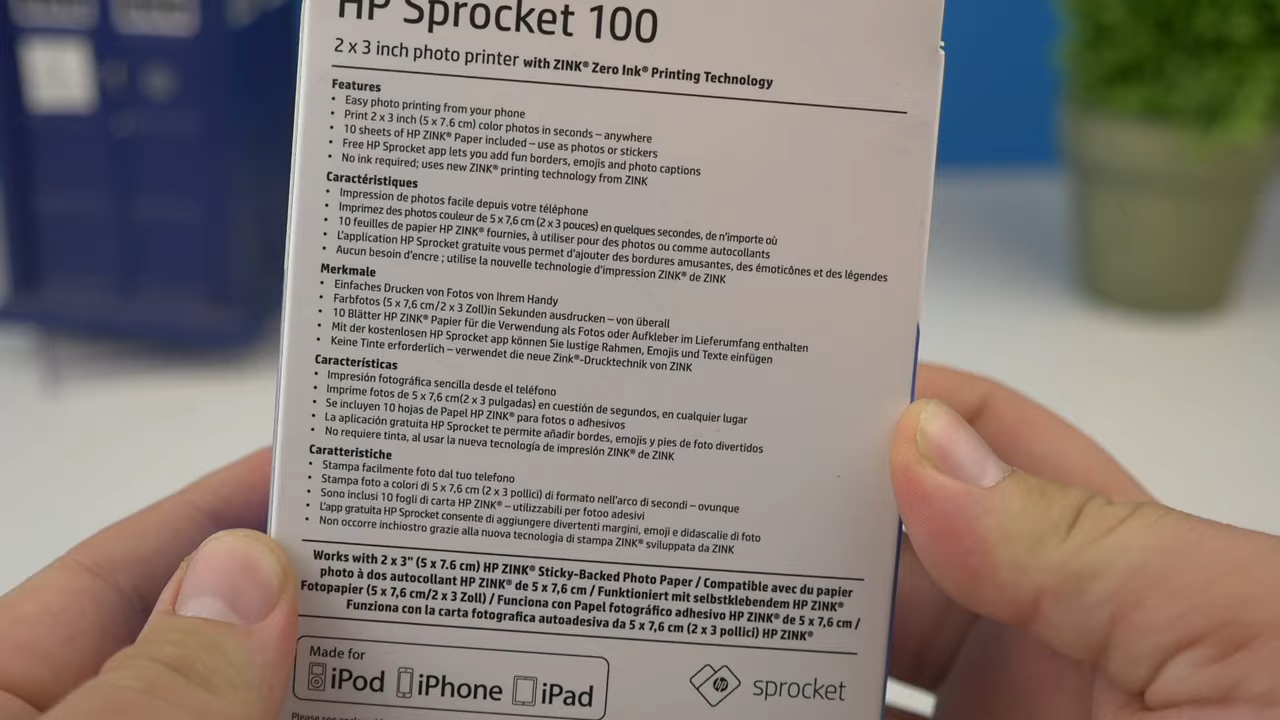 HP Sprocket 100
2 x 3 inch photo printer with ZINK® Zero Ink® Printing Technology
Features
• Easy photo printing from your phone
• Print 2 x 3 inch (5 x 7.6 cm) color photos in seconds – anywhere
• 10 sheets of HP ZINK® Paper included – use as photos or stickers
• Free HP Sprocket app lets you add fun borders, emojis and photo captions
• No ink required; uses new ZINK® printing technology from ZINK
Caractéristiques
• Impression de photos facile depuis votre téléphone
• Imprimez des photos couleur de 5 x 7,6 cm (2 x 3 pouces) en quelques secondes, de n'importe où
• 10 feuilles de papier HP ZINK® fournies, à utiliser pour des photos ou comme autocollants
• L'application HP Sprocket gratuite vous permet d'ajouter des bordures amusantes, des émoticônes et des légendes
• Aucun besoin d'encre ; utilise la nouvelle technologie d'impression ZINK® de ZINK
Merkmale
• Einfaches Drucken von Fotos von Ihrem Handy
• Farbfotos (5 x 7,6 cm/2 x 3 Zoll)in Sekunden ausdrucken – von überall
• 10 Blätter HP ZINK® Papier für die Verwendung als Fotos oder Aufkleber im Lieferumfang enthalten
• Mit der kostenlosen HP Sprocket app können Sie lustige Rahmen, Emojis und Texte einfügen
• Keine Tinte erforderlich – verwendet die neue Zink®-Drucktechnik von ZINK
Características
• Impresión fotográfica sencilla desde el teléfono
• Imprime fotos de 5 x 7,6 cm(2 x 3 pulgadas) en cuestión de segundos, en cualquier lugar
• Se incluyen 10 hojas de Papel HP ZINK® para fotos o adhesivos
• La aplicación gratuita HP Sprocket te permite añadir bordes, emojis y pies de foto divertidos
• No requiere tinta, al usar la nueva tecnología de impresión ZINK® de ZINK
Caratteristiche
• Stampa facilmente foto dal tuo telefono
• Stampa foto a colori di 5 x 7,6 cm (2 x 3 pollici) di formato nell'arco di secondi – ovunque
• Sono inclusi 10 fogli di carta HP ZINK® – utilizzabili per fotoo adesivi
• L'app gratuita HP Sprocket consente di aggiungere divertenti margini, emoji e didascalie di foto
• Non occorre inchiostro grazie alla nuova tecnologia di stampa ZINK® sviluppata da ZINK
Works with 2 x 3" (5 x 7.6 cm) HP ZINK® Sticky-Backed Photo Paper / Compatible avec du papier
photo à dos autocollant HP ZINK® de 5 x 7,6 cm / Funktioniert mit selbstklebendem HP ZINK®
Fotopapier (5 x 7,6 cm/2 x 3 Zoll) / Funciona con Papel fotográfico adhesivo HP ZINK® de 5 x 7,6 cm /
Funziona con la carta fotografica autoadesiva da 5 x 7,6 cm (2 x 3 pollici) HP ZINK®
Made for
iPod iPhone iPad
hp sprocket